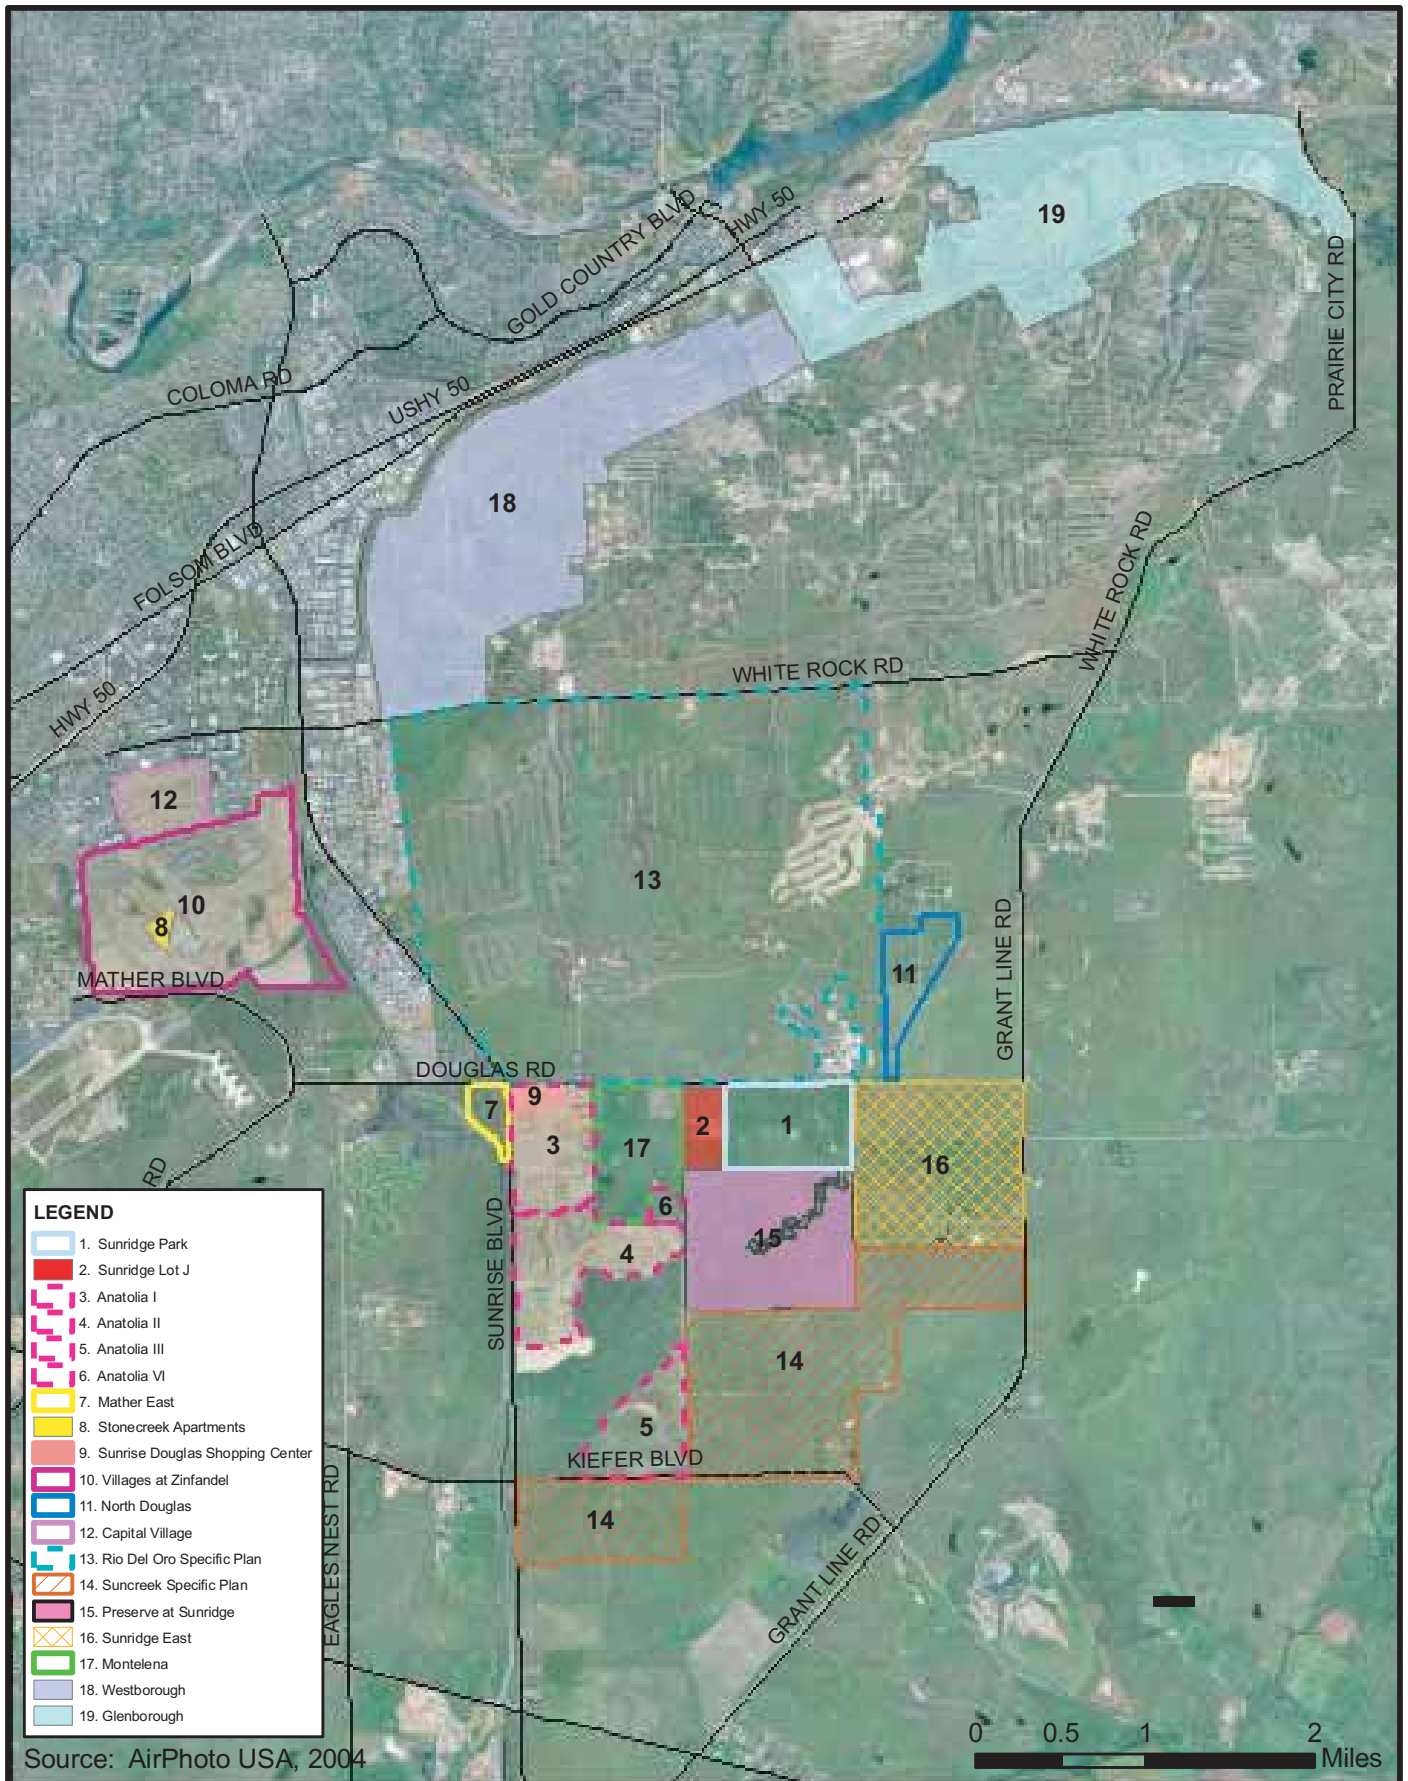 19
HWY 50
GOLD COUNTRY BLVD
PRAIRIE CITY RD
COLOMA RD
USHY 50
18
FOLSOM BLVD
WHITE ROCK RD
WHITE ROCK RD
HWY 50
12
13
10
8
11
GRANT LINE RD
MATHER BLVD
DOUGLAS RD
9
7
2
1
3
17
16
RD
6
15
4
SUNRISE BLVD
14
5
KIEFER BLVD
14
EAGLES NEST RD
GRANT LINE RD
LEGEND
1. Sunridge Park
2. Sunridge Lot J
3. Anatolia I
4. Anatolia II
5. Anatolia III
6. Anatolia VI
7. Mather East
8. Stonecreek Apartments
9. Sunrise Douglas Shopping Center
10. Villages at Zinfandel
11. North Douglas
12. Capital Village
13. Rio Del Oro Specific Plan
14. Suncreek Specific Plan
15. Preserve at Sunridge
16. Sunridge East
17. Montelena
18. Westborough
19. Glenborough
Source: AirPhoto USA, 2004
0 0.5 1 2
Miles